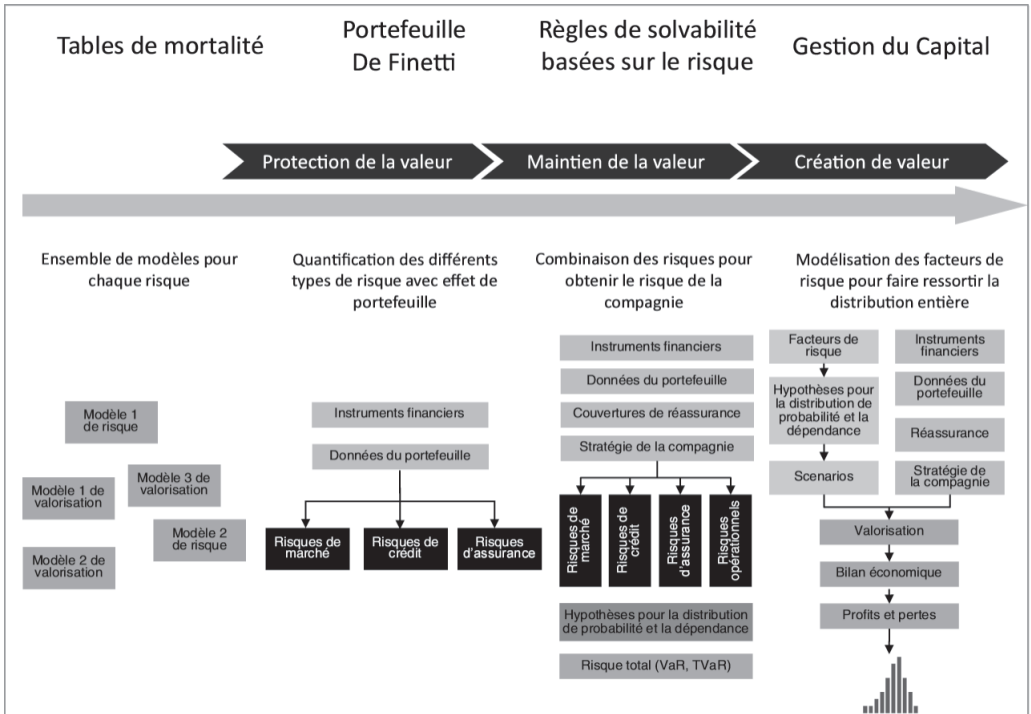 Tables de mortalité
Portefeuille
De Finetti
Règles de solvabilité
basées sur le risque
Gestion du Capital
Protection de la valeur
Maintien de la valeur
Création de valeur
Ensemble de modèles pour
chaque risque
Quantification des différents
types de risque avec effet de
portefeuille
Combinaison des risques pour
obtenir le risque de la
compagnie
Modélisation des facteurs de
risque pour faire ressortir la
distribution entière
Modèle 1
de risque
Modèle 3 de
valorisation
Modèle 1 de
valorisation
Modèle 2
de risque
Modèle 2 de
valorisation
Instruments financiers
Données du portefeuille
Risques de
marché
Risques de
crédit
Risques
d'assurance
Instruments financiers
Données du portefeuille
Couvertures de réassurance
Stratégie de la compagnie
Risques de
marché
Risques de
crédit
Risques
d'assurance
Risques
opérationnels
Hypothèses pour la distribution
de probabilité et la dépendance
Risque total (VaR, TVaR)
Facteurs de
risque
Hypothèses pour
la distribution de
probabilité et la
dépendance
Scenarios
Instruments
financiers
Données du
portefeuille
Réassurance
Stratégie de
la compagnie
Valorisation
Bilan économique
Profits et pertes